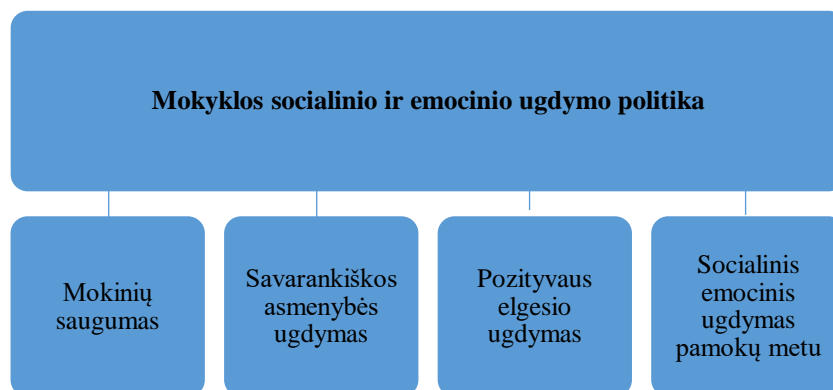 Mokyklos socialinio ir emocinio ugdymo politika
Mokinių
saugumas
Savarankiškos
asmenybės
ugdymas
Pozityvaus
elgesio
ugdymas
Socialinis
emocinis
ugdymas
pamokų metu